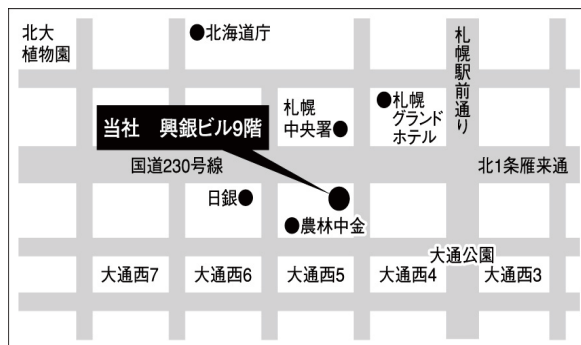 北大
植物園
北海道庁
札幌駅前通り
札幌
中央署
札幌
グランド
ホテル
当社　興銀ビル9階
国道230号線
北1条雁来通
日銀
農林中金
大通公園
大通西7
大通西6
大通西5
大通西4
大通西3